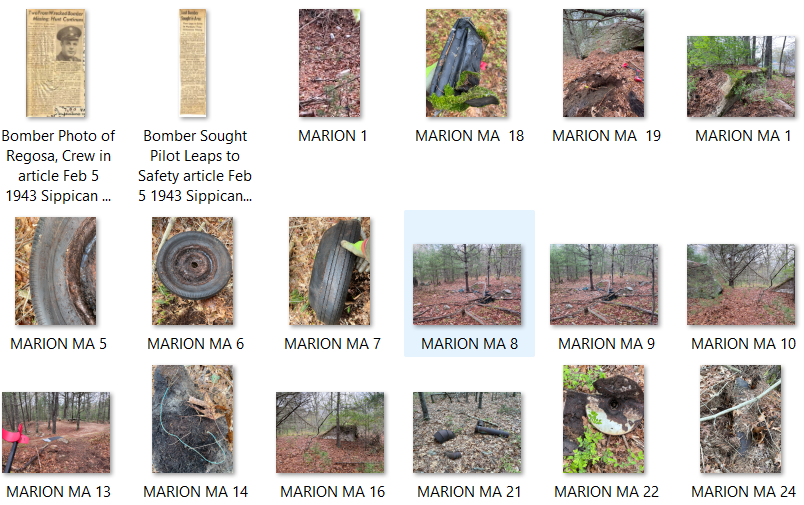 Bomber Photo of
Regosa, Crew in
article Feb 5
1943 Sippican ...
Bomber Sought
Pilot Leaps to
Safety article Feb
5 1943 Sippican...
MARION 1
MARION MA  18
MARION MA  19
MARION MA 1
MARION MA 5
MARION MA 6
MARION MA 7
MARION MA 8
MARION MA 9
MARION MA 10
MARION MA 13
MARION MA 14
MARION MA 16
MARION MA 21
MARION MA 22
MARION MA 24